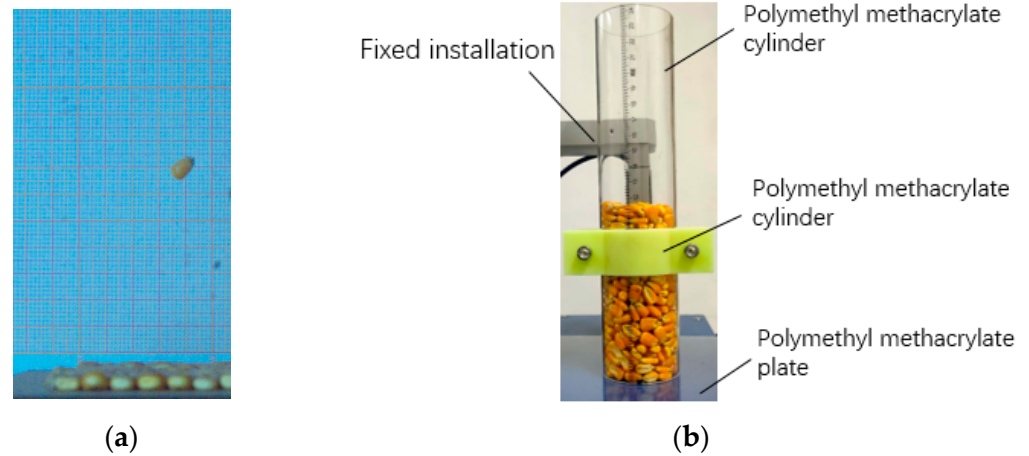 Polymethyl methacrylate
cylinder
Fixed installation
Polymethyl methacrylate
cylinder
Polymethyl methacrylate
plate
(a)
(b)